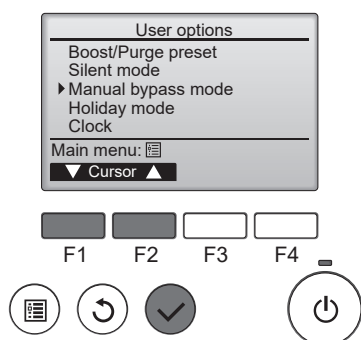 User options
Boost/Purge preset
Silent mode
Manual bypass mode
Holiday mode
Clock
Main menu:
▼ Cursor ▲
F1 F2 F3 F4